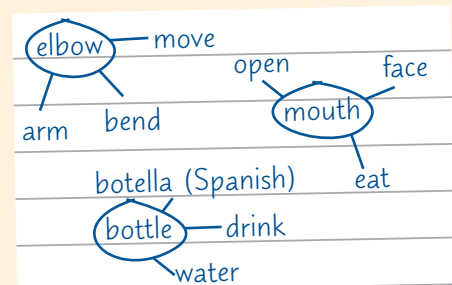 elbow move
arm bend
open face
mouth
eat
botella (Spanish)
bottle drink
water